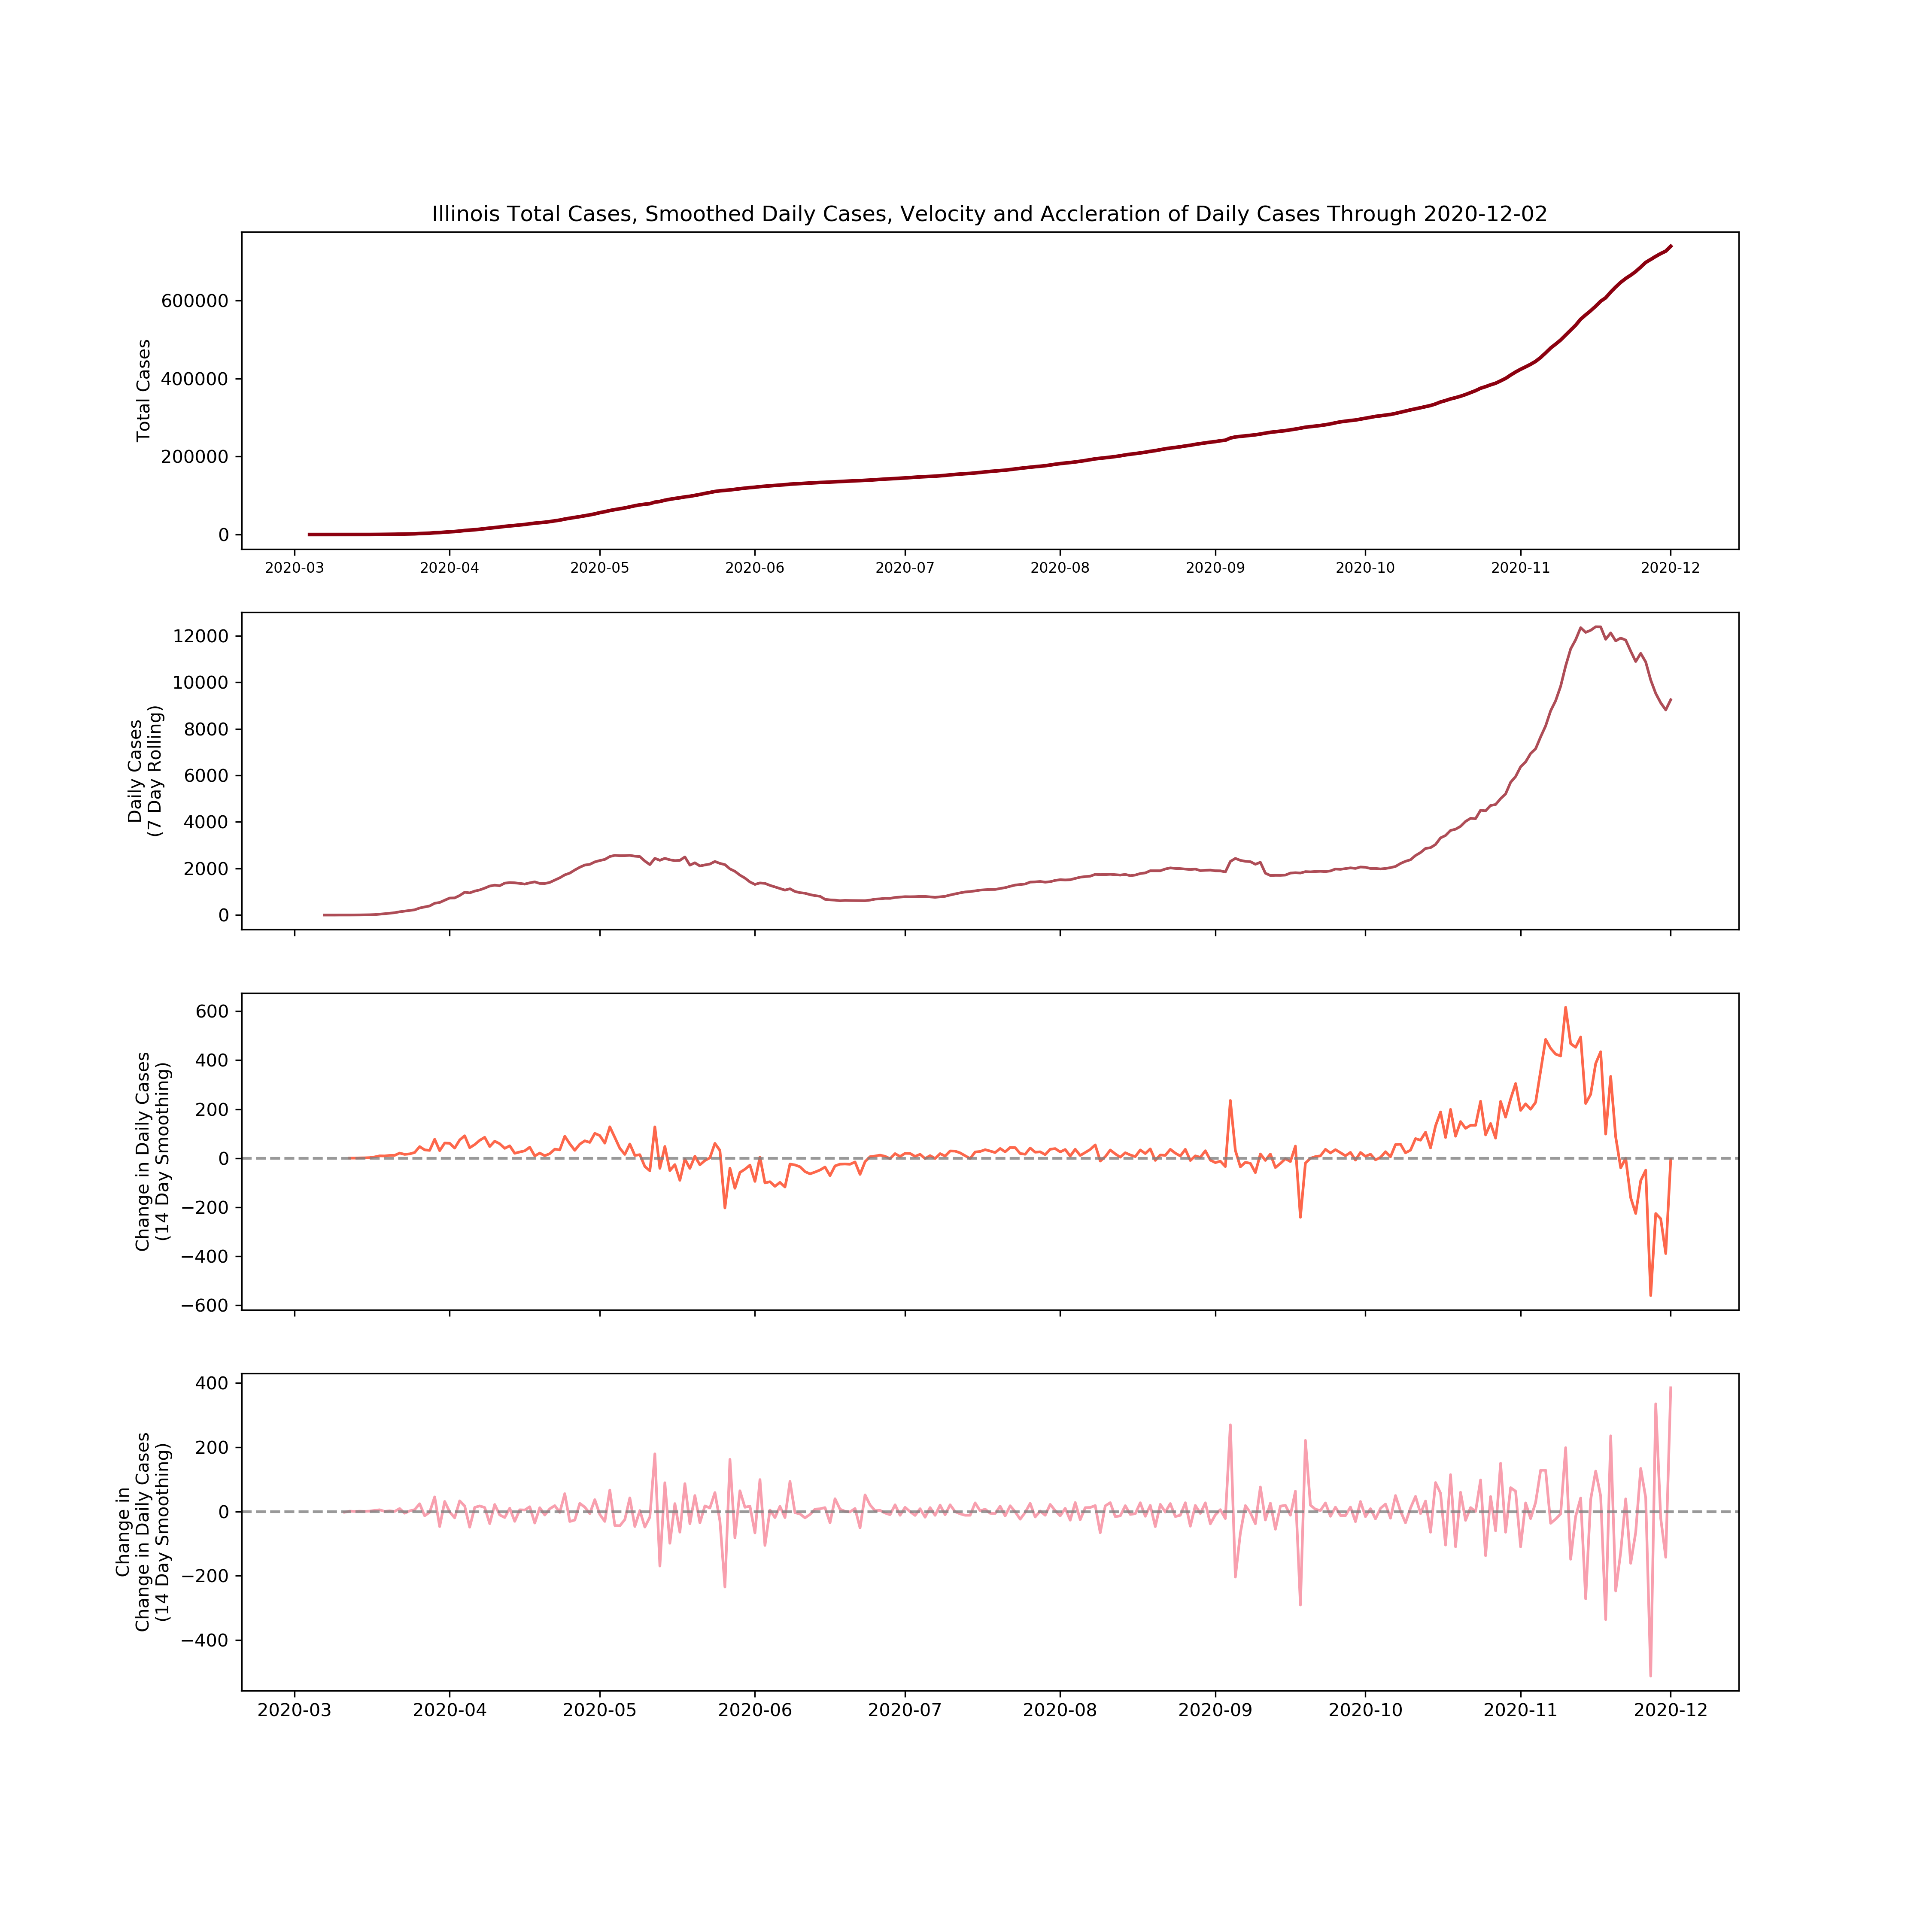 Illinois Total Cases, Smoothed Daily Cases, Velocity and Accleration of Daily Cases Through 2020-12-02
Total Cases
600000
400000
200000
0
2020-03 2020-04 2020-05 2020-06 2020-07 2020-08 2020-09 2020-10 2020-11 2020-12
Daily Cases
(7 Day Rolling)
12000
10000
8000
6000
4000
2000
0
Change in Daily Cases
(14 Day Smoothing)
600
400
200
0
−200
−400
−600
Change in
Change in Daily Cases
(14 Day Smoothing)
400
200
0
−200
−400
2020-03 2020-04 2020-05 2020-06 2020-07 2020-08 2020-09 2020-10 2020-11 2020-12